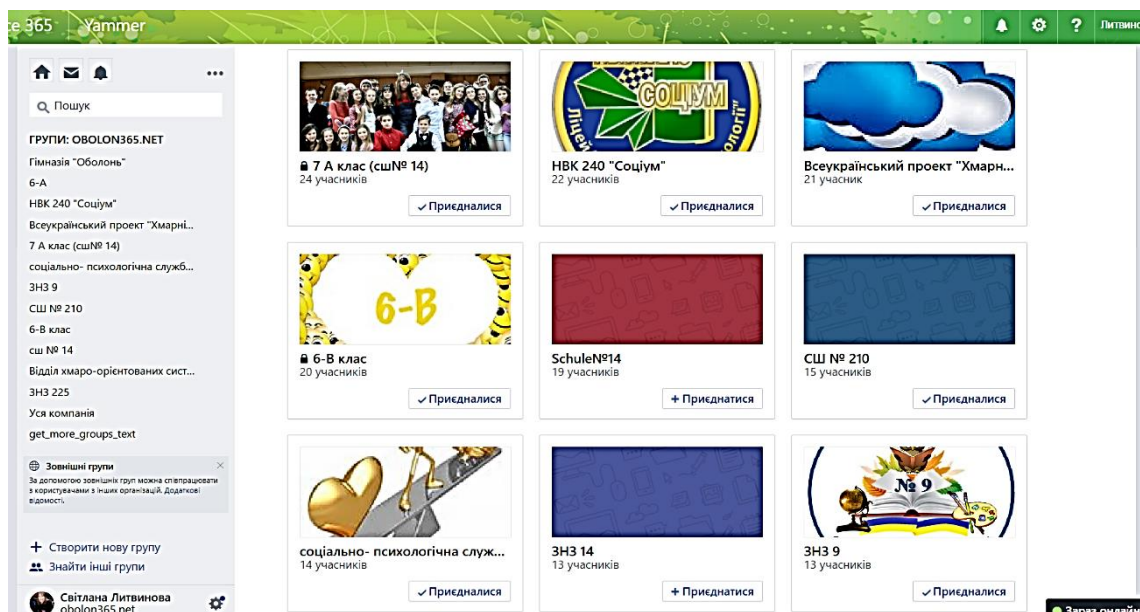 ce 365
Yammer
?
Литвино
Пошук
ГРУПИ: OBOLON365.NET
Гімназія "Оболонь"
6-А
НВК 240 "Соціум"
Всеукраїнський проект "Хмарні...
7 А клас (сш№ 14)
соціально- психологічна служб...
ЗНЗ 9
СШ № 210
6-В клас
сш № 14
Відділ хмаро-орієнтованих сист...
ЗНЗ 225
Уся компанія
get_more_groups_text
Зовнішні групи
За допомогою зовнішніх груп можна співпрацювати
з користувачами з інших організацій. Додаткові
відомості.
+ Створити нову групу
Знайти інші групи
Світлана Литвинова
obolon365.net
7 А клас (сш№ 14)
24 учасників
Приєдналися
СОЦІУМ
Ліцей
НВК 240 "Соціум"
22 учасників
Приєдналися
Всеукраїнський проект "Хмарн...
21 учасник
Приєдналися
6-В
6-В клас
20 учасників
Приєдналися
Schule№14
19 учасників
+ Приєднатися
СШ № 210
15 учасників
Приєдналися
соціально- психологічна служ...
14 учасників
Приєдналися
ЗНЗ 14
13 учасників
+ Приєднатися
№ 9
ЗНЗ 9
13 учасників
Приєдналися
Зараз онлайн